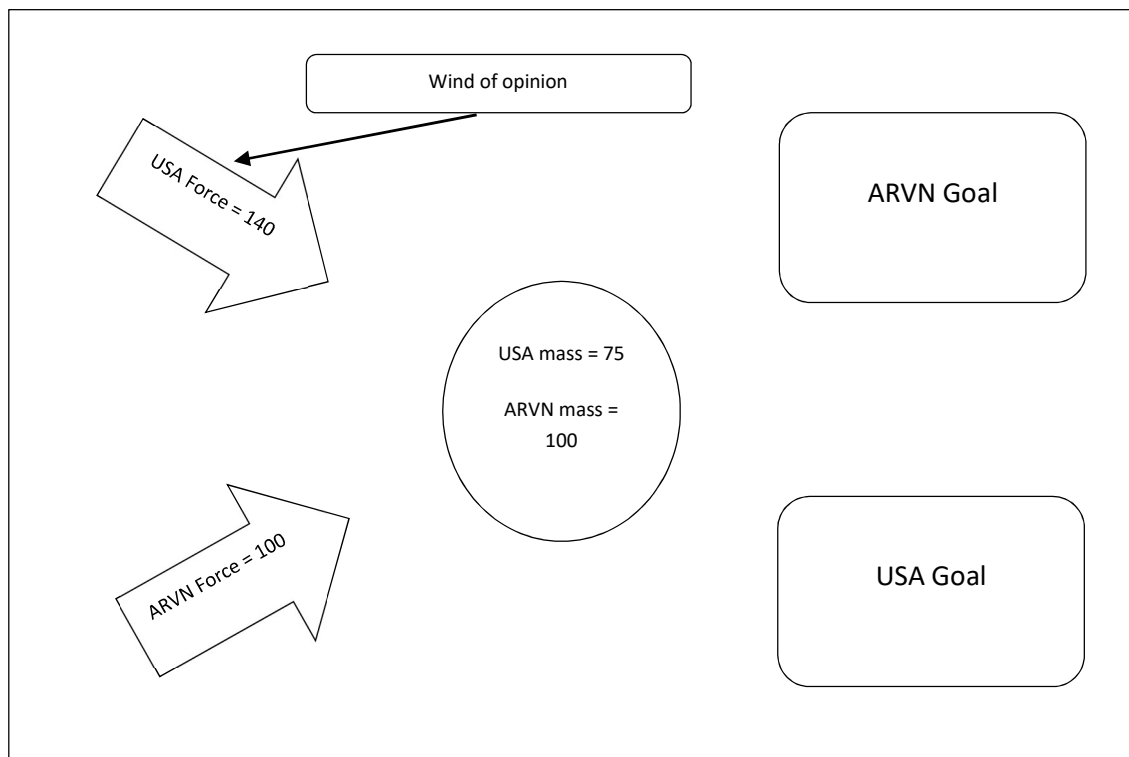 Wind of opinion
USA Force = 140
ARVN Goal
USA mass = 75
ARVN mass =
100
ARVN Force = 100
USA Goal